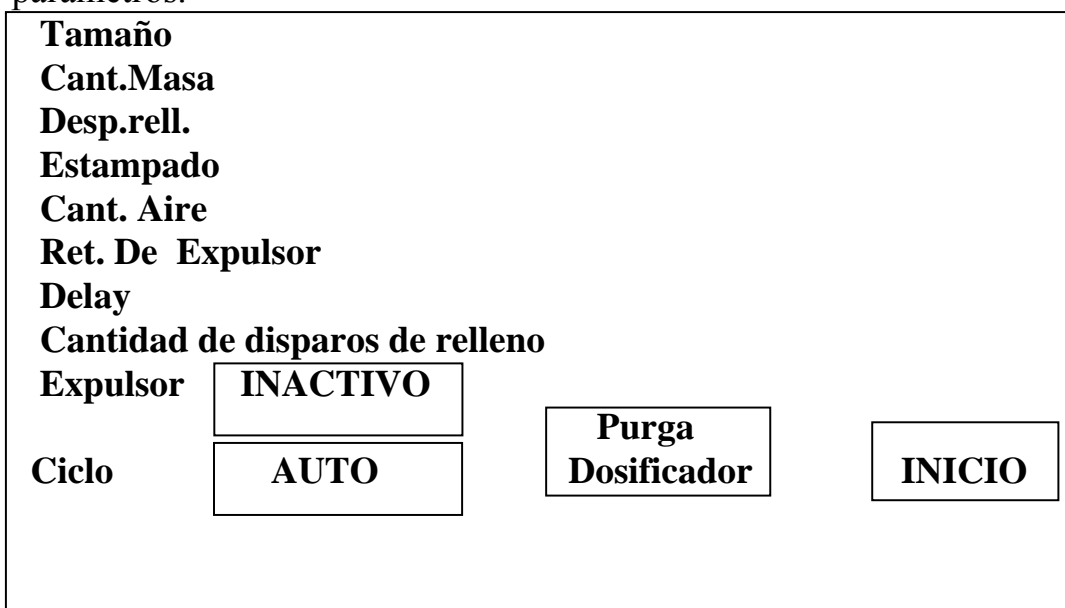 parámetros:
Tamaño
Cant.Masa
Desp.rell.
Estampado
Cant. Aire
Ret. De Expulsor
Delay
Cantidad de disparos de relleno
Expulsor INACTIVO
Purga
Ciclo AUTO Dosificador INICIO